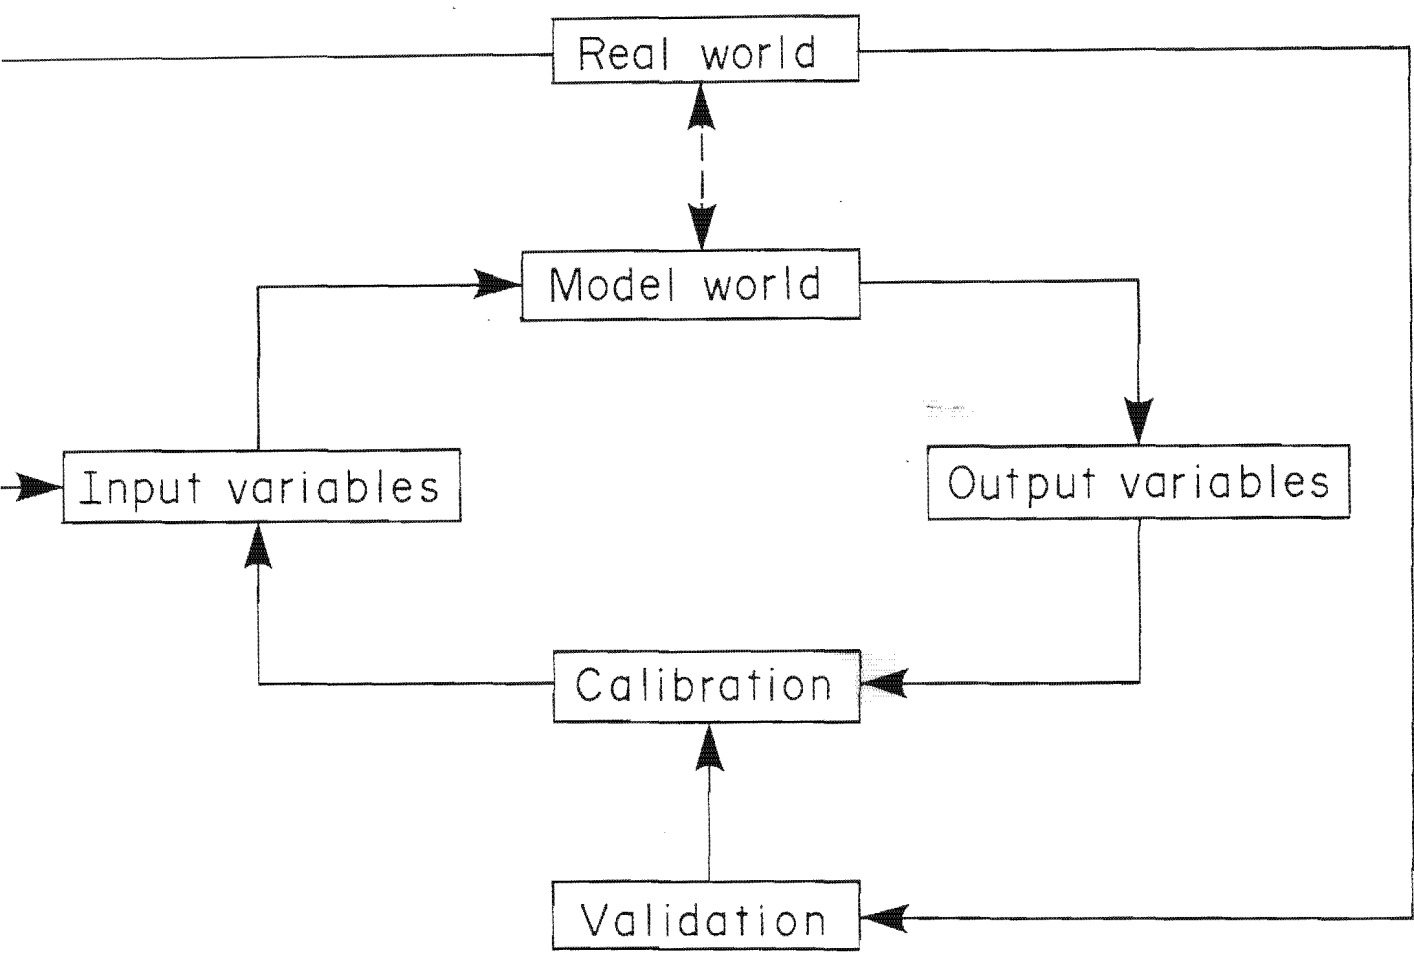 Real world
Model world
Input variables
Output variables
Calibration
Validation